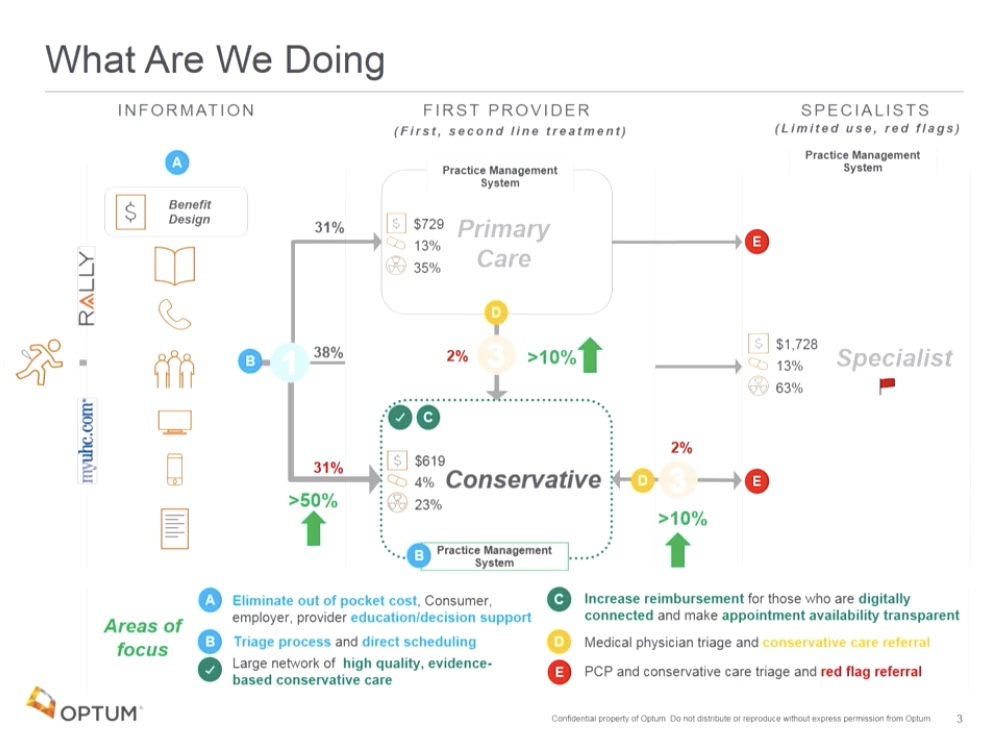 What Are We Doing
INFORMATION
FIRST PROVIDER
(First, second line treatment)
SPECIALISTS
(Limited use, red flags)
A
$
Benefit
Design
RALLY
myuhc.com®
B
1
31%
38%
31%
>50%
Practice Management
System
$ $729
13%
35%
Primary
Care
D
2%
3
>10%
C
$ $619
4%
23%
Conservative
B
Practice Management
System
2%
D
3
>10%
Practice Management
System
E
$ $1,728
13%
63%
Specialist
E
Areas of
focus
A Eliminate out of pocket cost, Consumer,
employer, provider education/decision support
B Triage process and direct scheduling
Large network of high quality, evidence-
based conservative care
C Increase reimbursement for those who are digitally
connected and make appointment availability transparent
D Medical physician triage and conservative care referral
E PCP and conservative care triage and red flag referral
OPTUM®
Confidential property of Optum. Do not distribute or reproduce without express permission from Optum.
3